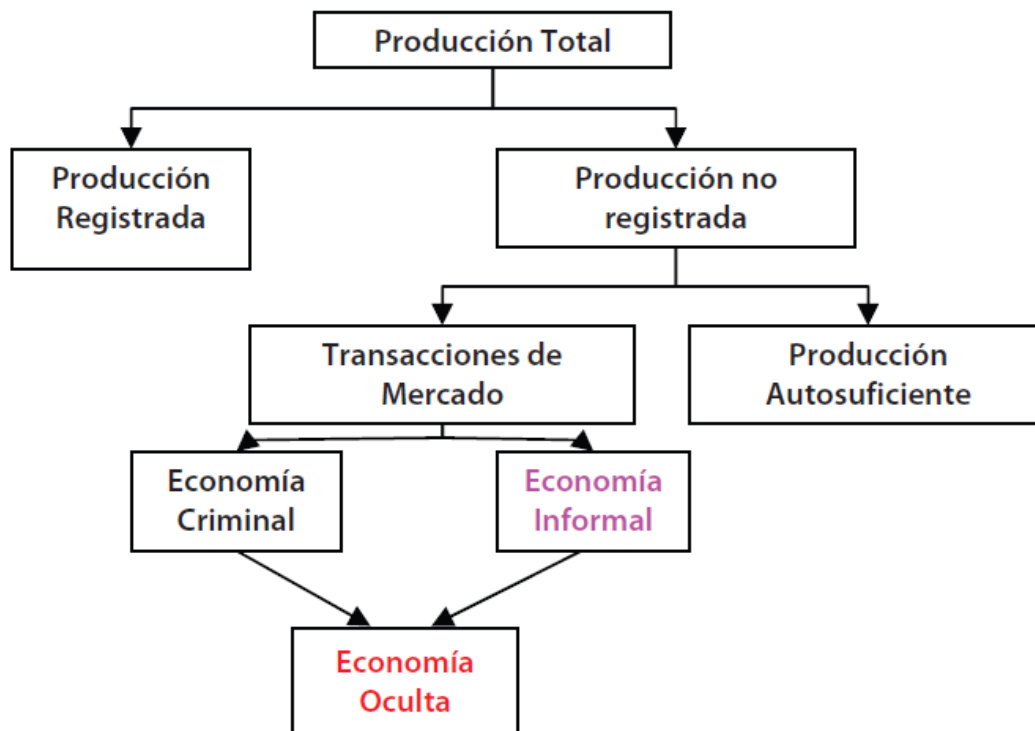 Producción Total
Producción
Registrada
Producción no
registrada
Transacciones de
Mercado
Producción
Autosuficiente
Economía
Criminal
Economía
Informal
Economía
Oculta